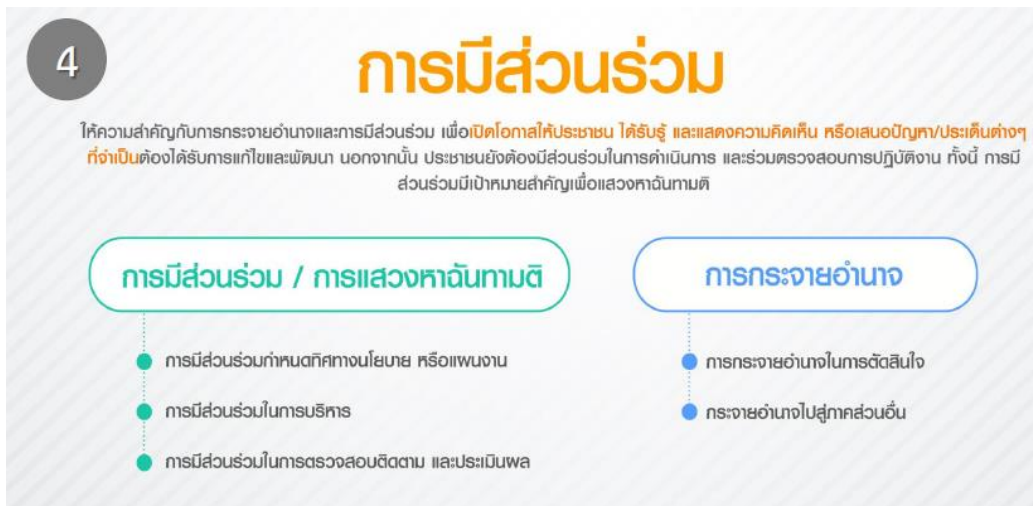 4
การมีส่วนร่วม
ให้ความสำคัญกับการกระจายอำนาจและการมีส่วนร่วม เพื่อเปิดโอกาสให้ประชาชน ได้รับรู้ และแสดงความคิดเห็น หรือเสนอปัญหา/ประเด็นต่างๆ
ที่จำเป็นต้องได้รับการแก้ไขและพัฒนา นอกจากนั้น ประชาชนยังต้องมีส่วนร่วมในการดำเนินการ และร่วมตรวจสอบการปฏิบัติงาน ทั้งนี้ การมี
ส่วนร่วมมีเป้าหมายสำคัญเพื่อแสวงหาฉันทามติ
การมีส่วนร่วม / การแสวงหาฉันทามติ
การมีส่วนร่วมกำหนดทิศทางนโยบาย หรือแผนงาน
การมีส่วนร่วมในการบริหาร
การมีส่วนร่วมในการตรวจสอบติดตาม และประเมินผล
การกระจายอำนาจ
การกระจายอำนาจในการตัดสินใจ
กระจายอำนาจไปสู่ภาคส่วนอื่น